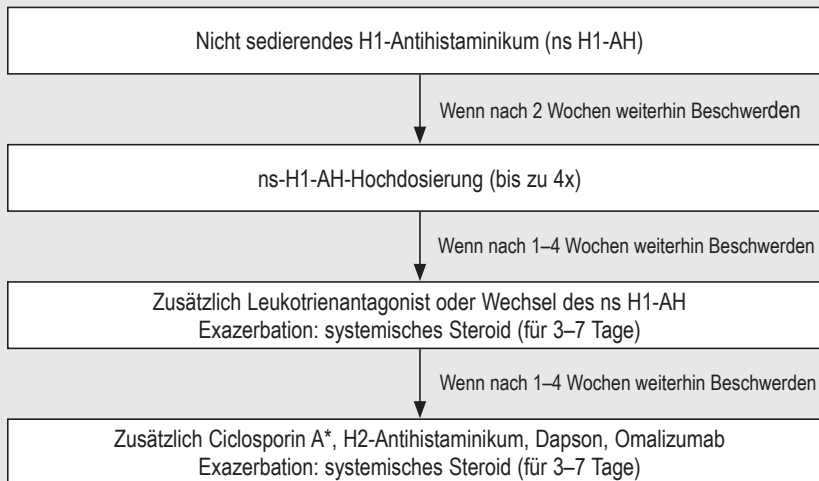 Nicht sedierendes H1-Antihistaminikum (ns H1-AH)
Wenn nach 2 Wochen weiterhin Beschwerden
ns-H1-AH-Hochdosierung (bis zu 4x)
Wenn nach 1–4 Wochen weiterhin Beschwerden
Zusätzlich Leukotrienantagonist oder Wechsel des ns H1-AH
Exazerbation: systemisches Steroid (für 3–7 Tage)
Wenn nach 1–4 Wochen weiterhin Beschwerden
Zusätzlich Ciclosporin A*, H2-Antihistaminikum, Dapson, Omalizumab
Exazerbation: systemisches Steroid (für 3–7 Tage)